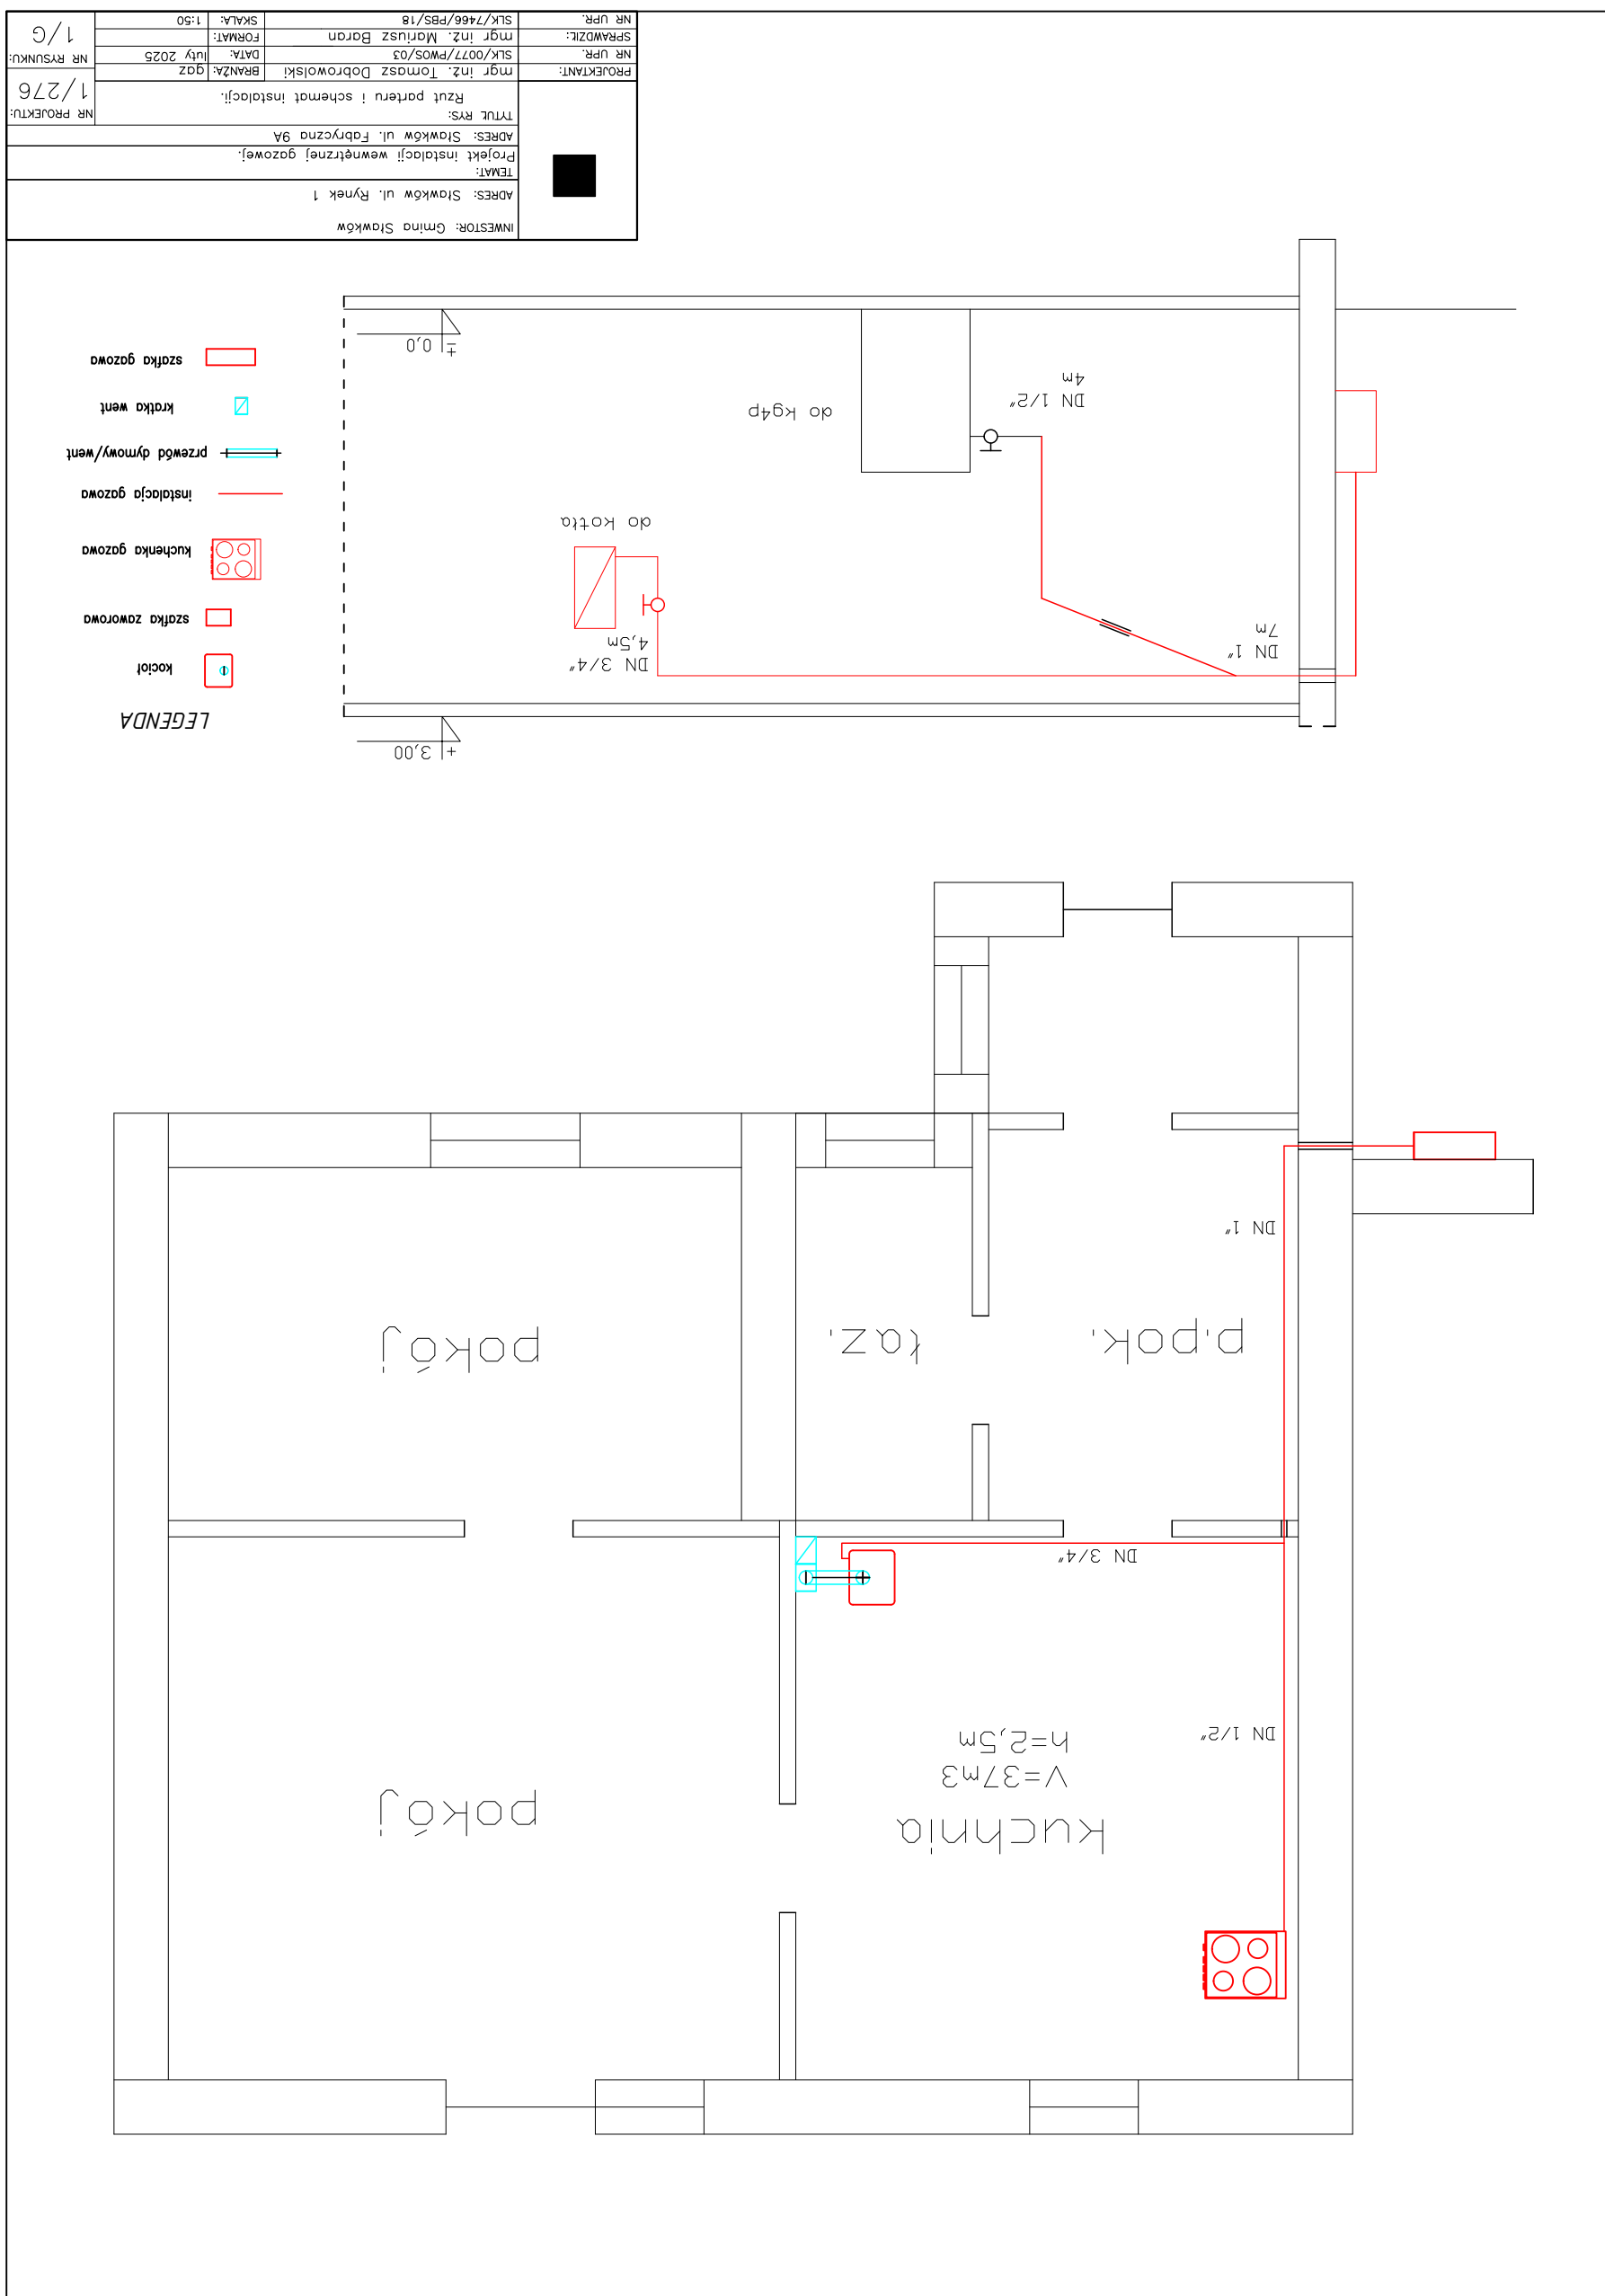 kuchnia
V=37m3
h=2,5m
pokój
DN 1/2"
DN 3/4"
p.pok.
łaz.
pokój
DN 1"
+ 3,00
DN 1"
7m
DN 3/4"
4,5m
do kotła
do kg4p
DN 1/2"
4m
± 0,0
LEGENDA
kocioł
szafka zaworowa
kuchenka gazowa
instalacja gazowa
przewód dymowy/went
kratka went
szafka gazowa
INWESTOR: Gmina Sławków
ADRES: Sławków ul. Rynek 1
TEMAT:
Projekt instalacji wewnętrznej gazowej.
ADRES: Sławków ul. Fabryczna 9A
TYTUŁ RYS:
Rzut parteru i schemat instalacji.
NR PROJEKTU:
1/276
PROJEKTANT: mgr inż. Tomasz Dobrowolski BRANŻA: gaz
NR UPR. SLK/0077/PWOS/03 DATA: luty 2025
NR RYSUNKU:
1/G
SPRAWDZIŁ: mgr inż. Mariusz Baran FORMAT:
NR UPR. SLK/7466/PBS/18 SKALA: 1:50